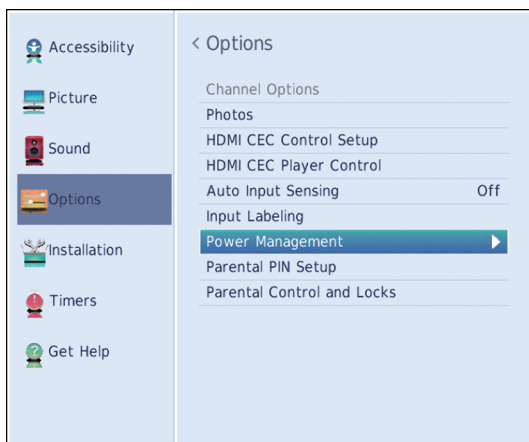 Accessibility
Picture
Sound
Options
Installation
Timers
Get Help
< Options
Channel Options
Photos
HDMI CEC Control Setup
HDMI CEC Player Control
Auto Input Sensing Off
Input Labeling
Power Management
Parental PIN Setup
Parental Control and Locks